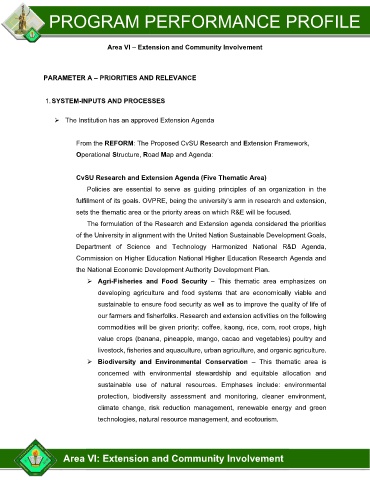 PROGRAM PERFORMANCE PROFILE
Area VI – Extension and Community Involvement
PARAMETER A – PRIORITIES AND RELEVANCE
1. SYSTEM-INPUTS AND PROCESSES
➢ The Institution has an approved Extension Agenda
From the REFORM: The Proposed CvSU Research and Extension Framework,
Operational Structure, Road Map and Agenda:
CvSU Research and Extension Agenda (Five Thematic Area)
Policies are essential to serve as guiding principles of an organization in the
fulfillment of its goals. OVPRE, being the university's arm in research and extension,
sets the thematic area or the priority areas on which R&E will be focused.
The formulation of the Research and Extension agenda considered the priorities
of the University in alignment with the United Nation Sustainable Development Goals,
Department of Science and Technology Harmonized National R&D Agenda,
Commission on Higher Education National Higher Education Research Agenda and
the National Economic Development Authority Development Plan.
➢ Agri-Fisheries and Food Security – This thematic area emphasizes on
developing agriculture and food systems that are economically viable and
sustainable to ensure food security as well as to improve the quality of life of
our farmers and fisherfolks. Research and extension activities on the following
commodities will be given priority: coffee, kaong, rice, corn, root crops, high
value crops (banana, pineapple, mango, cacao and vegetables) poultry and
livestock, fisheries and aquaculture, urban agriculture, and organic agriculture.
➢ Biodiversity and Environmental Conservation – This thematic area is
concerned with environmental stewardship and equitable allocation and
sustainable use of natural resources. Emphases include: environmental
protection, biodiversity assessment and monitoring, cleaner environment,
climate change, risk reduction management, renewable energy and green
technologies, natural resource management, and ecotourism.
Area VI: Extension and Community Involvement